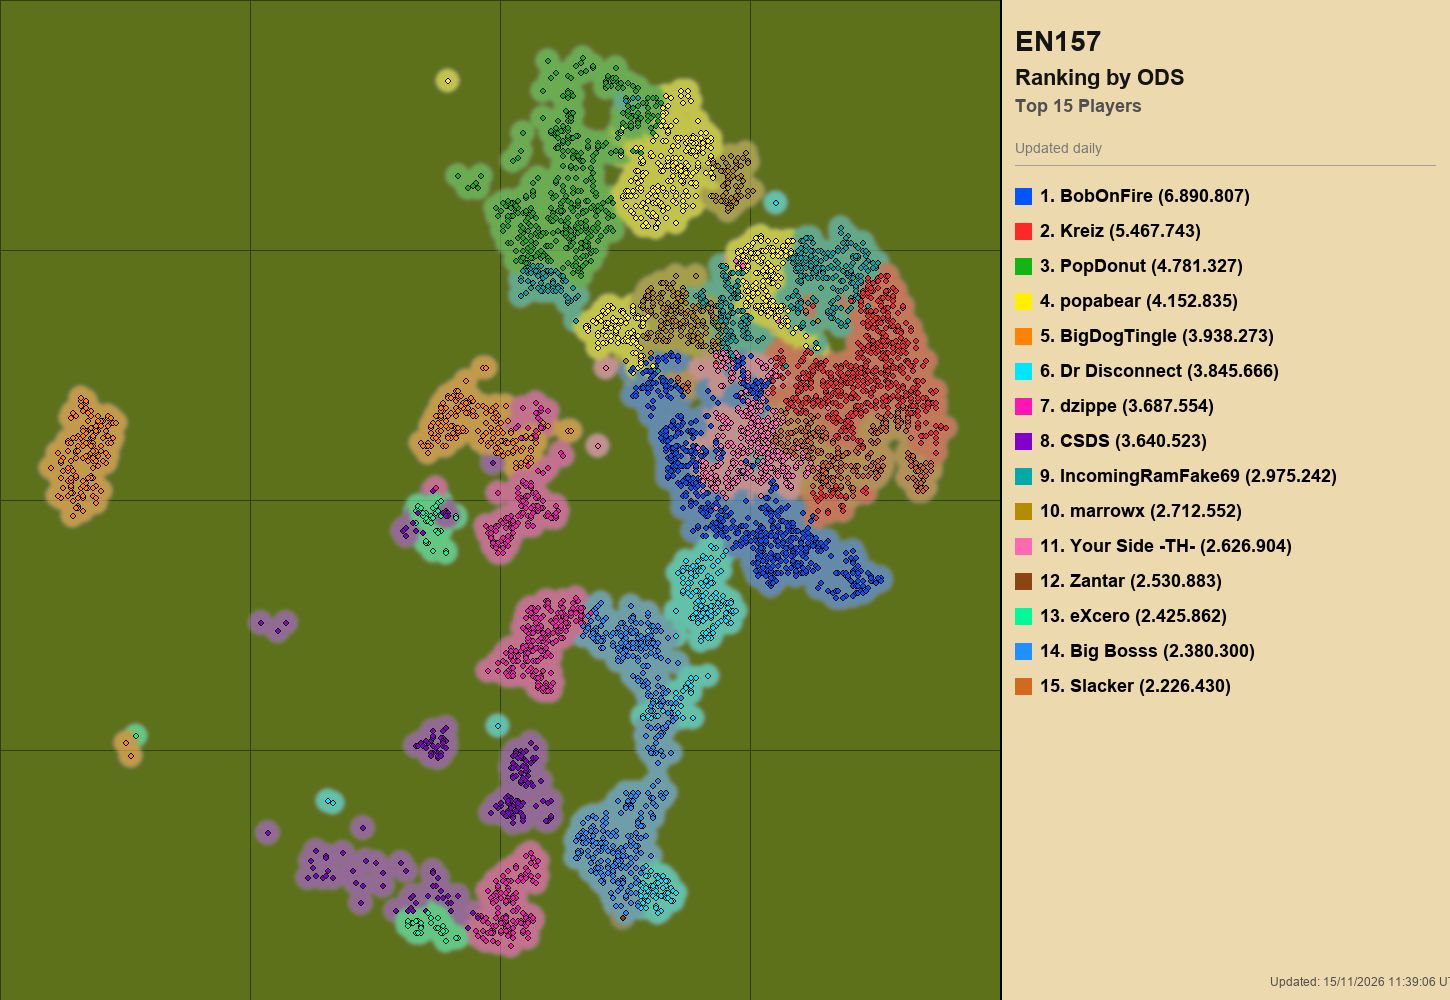 EN157
Ranking by ODS
Top 15 Players
Updated daily
1. BobOnFire (6.890.807)
2. Kreiz (5.467.743)
3. PopDonut (4.781.327)
4. popabear (4.152.835)
5. BigDogTingle (3.938.273)
6. Dr Disconnect (3.845.666)
7. dzippe (3.687.554)
8. CSDS (3.640.523)
9. IncomingRamFake69 (2.975.242)
10. marrowx (2.712.552)
11. Your Side -TH- (2.626.904)
12. Zantar (2.530.883)
13. eXcero (2.425.862)
14. Big Bosss (2.380.300)
15. Slacker (2.226.430)
Updated: 15/11/2026 11:39:06